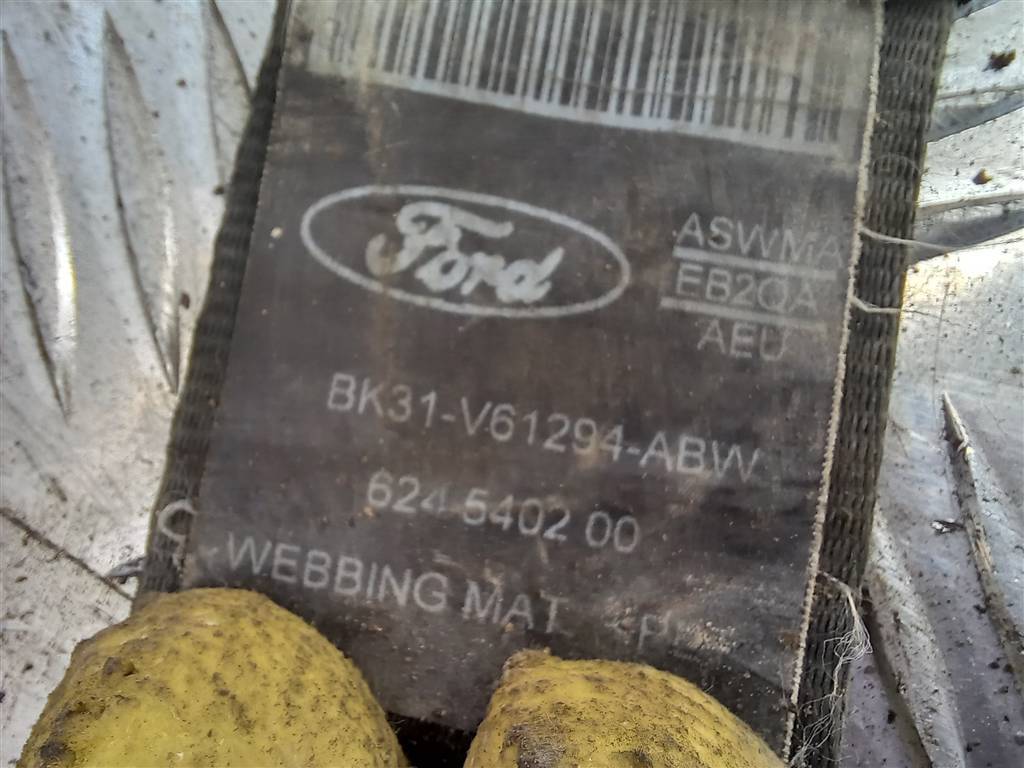 Ford
ASWMA
EB2QA
AEU
BK31-V61294-ABW
624 5402 00
C
WEBBING MAT